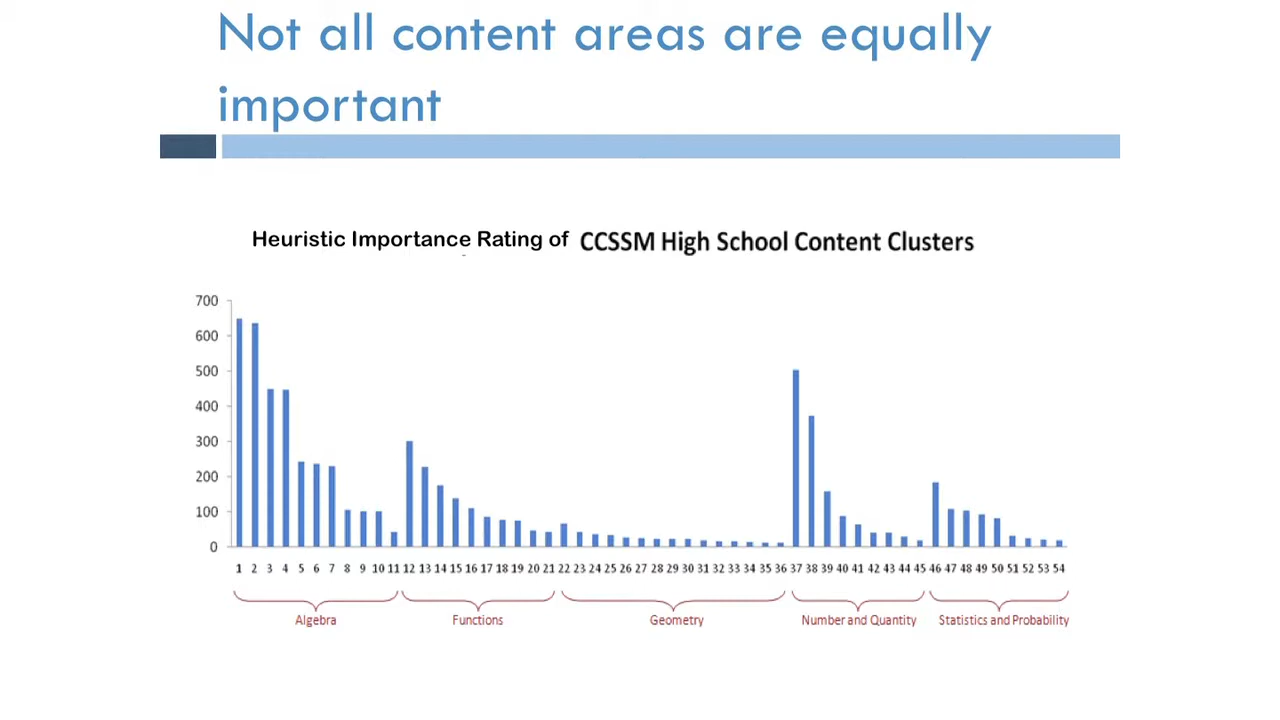 Not all content areas are equally
important
Heuristic Importance Rating of CCSSM High School Content Clusters
700
600
500
400
300
200
100
0
1 2 3 4 5 6 7 8 9 10 11 12 13 14 15 16 17 18 19 20 21 22 23 24 25 26 27 28 29 30 31 32 33 34 35 36 37 38 39 40 41 42 43 44 45 46 47 48 49 50 51 52 53 54
Algebra Functions Geometry Number and Quantity Statistics and Probability